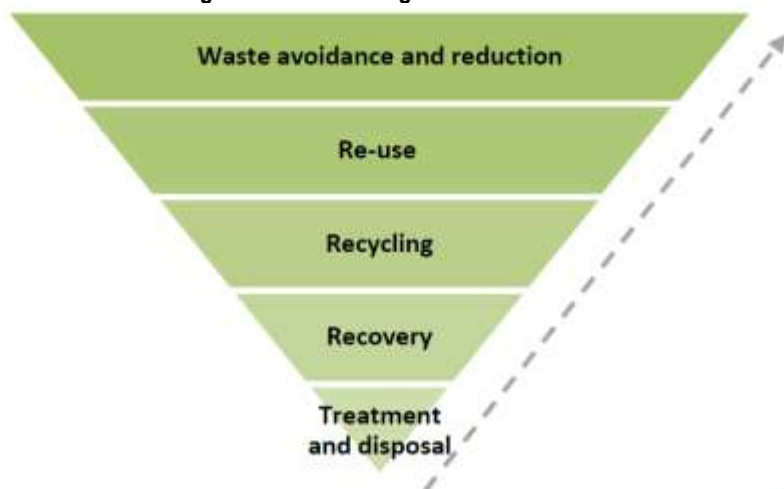 Waste avoidance and reduction
Re-use
Recycling
Recovery
Treatment
and disposal